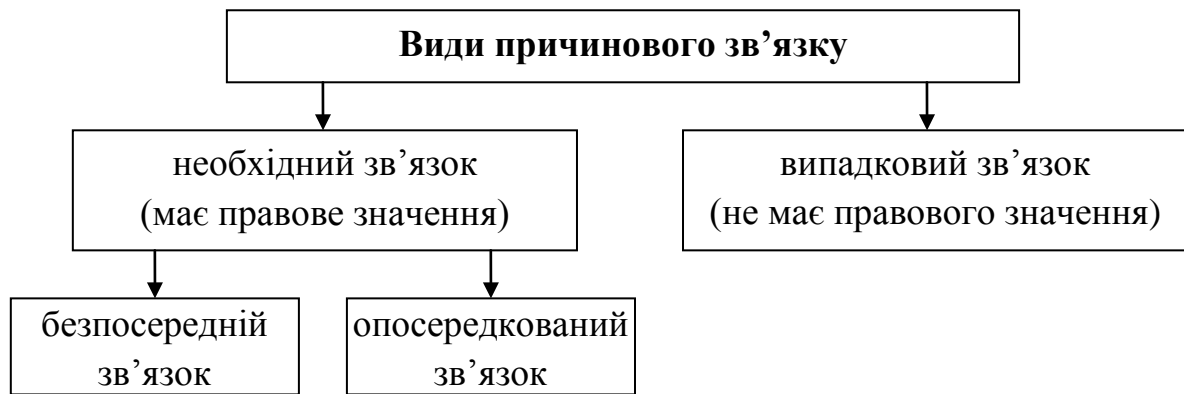 Види причинового зв’язку
необхідний зв’язок
(має правове значення)
випадковий зв’язок
(не має правового значення)
безпосередній
зв’язок
опосередкований
зв’язок